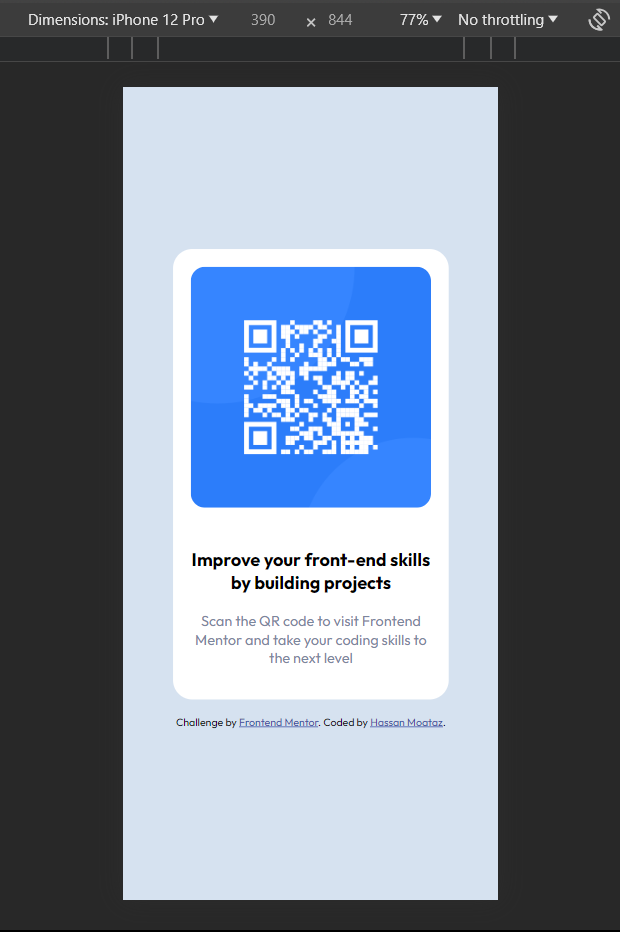 Dimensions: iPhone 12 Pro ▼ 390 × 844 77% ▼ No throttling ▼
Improve your front-end skills
by building projects
Scan the QR code to visit Frontend
Mentor and take your coding skills to
the next level
Challenge by Frontend Mentor. Coded by Hassan Moataz.